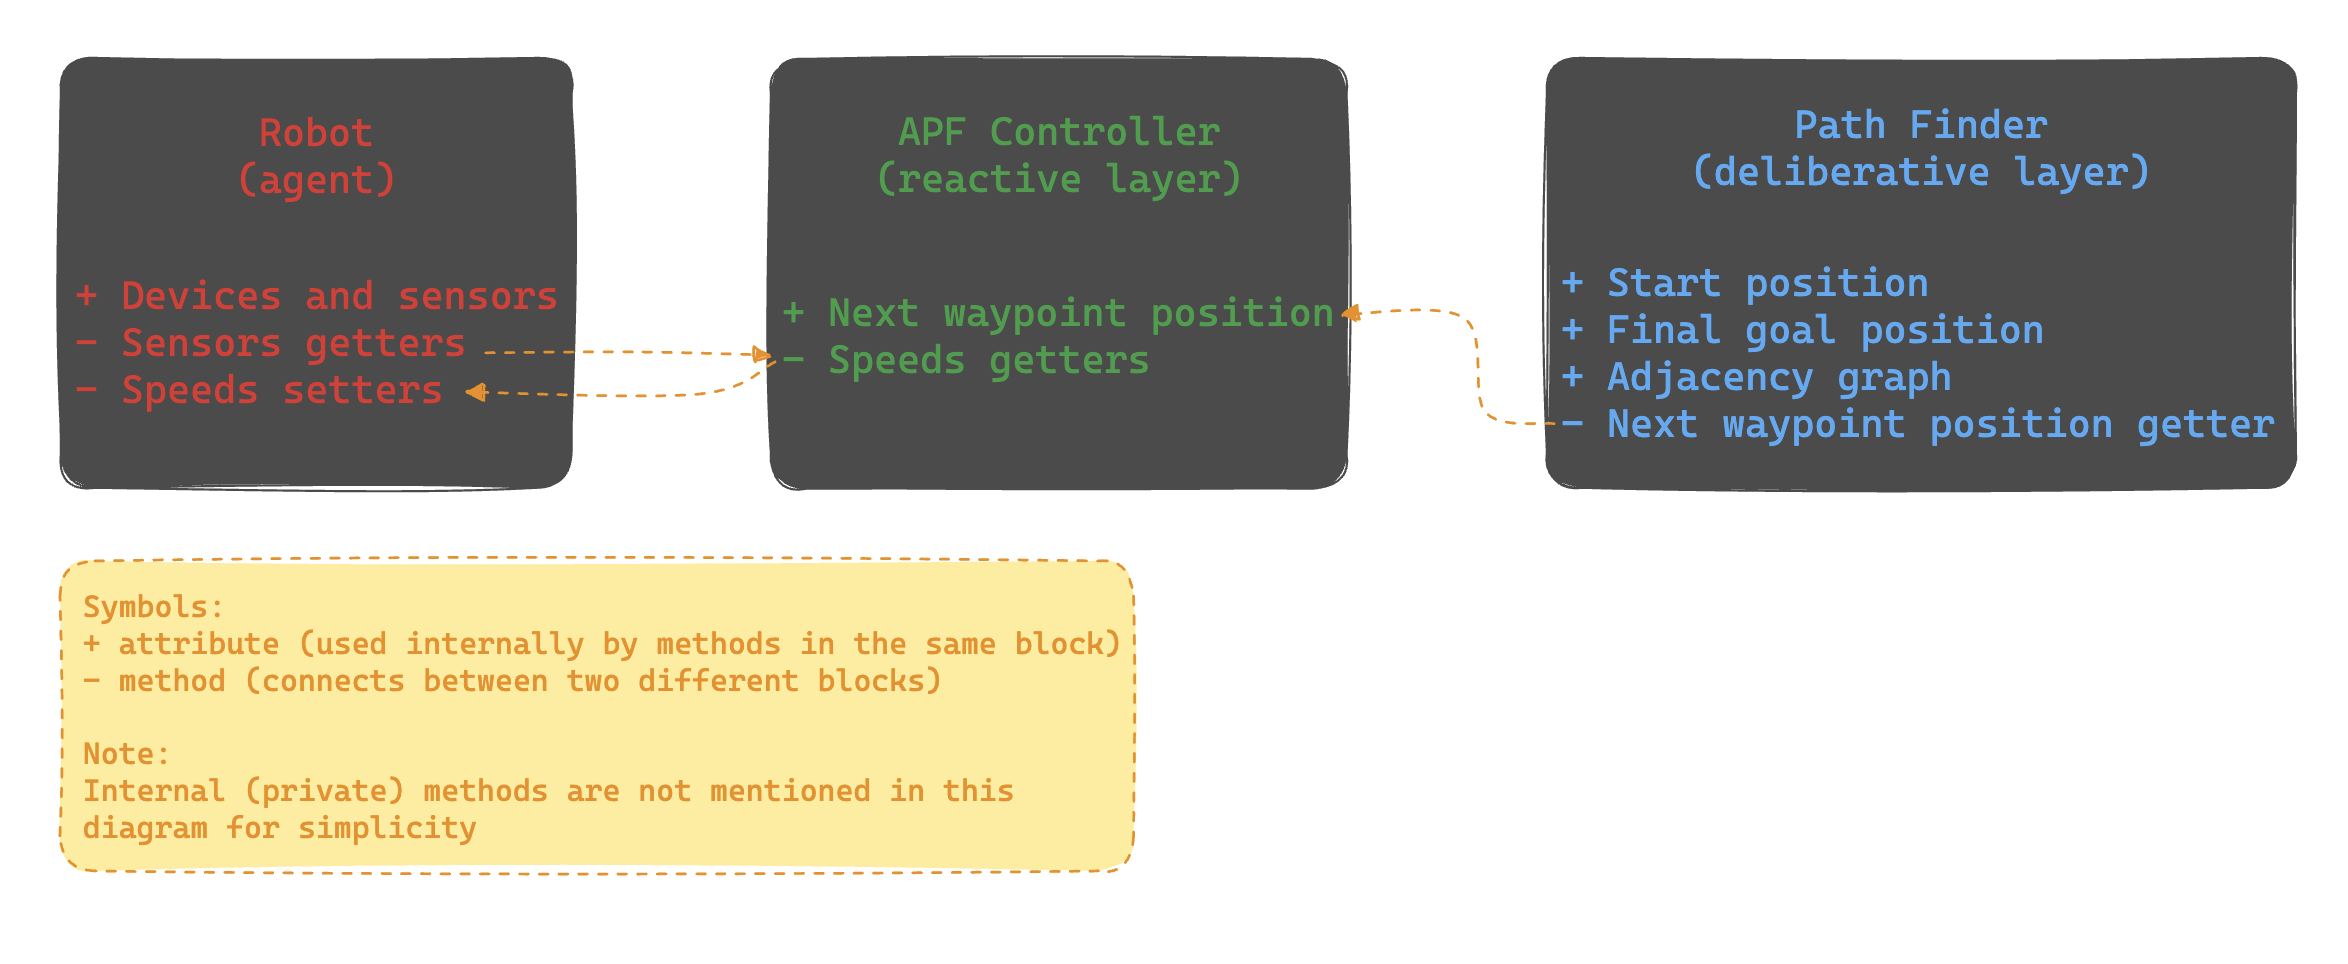 Robot
(agent)
+ Devices and sensors
- Sensors getters
- Speeds setters
APF Controller
(reactive layer)
+ Next waypoint position
- Speeds getters
Path Finder
(deliberative layer)
+ Start position
+ Final goal position
+ Adjacency graph
- Next waypoint position getter
Symbols:
+ attribute (used internally by methods in the same block)
- method (connects between two different blocks)
Note:
Internal (private) methods are not mentioned in this
diagram for simplicity